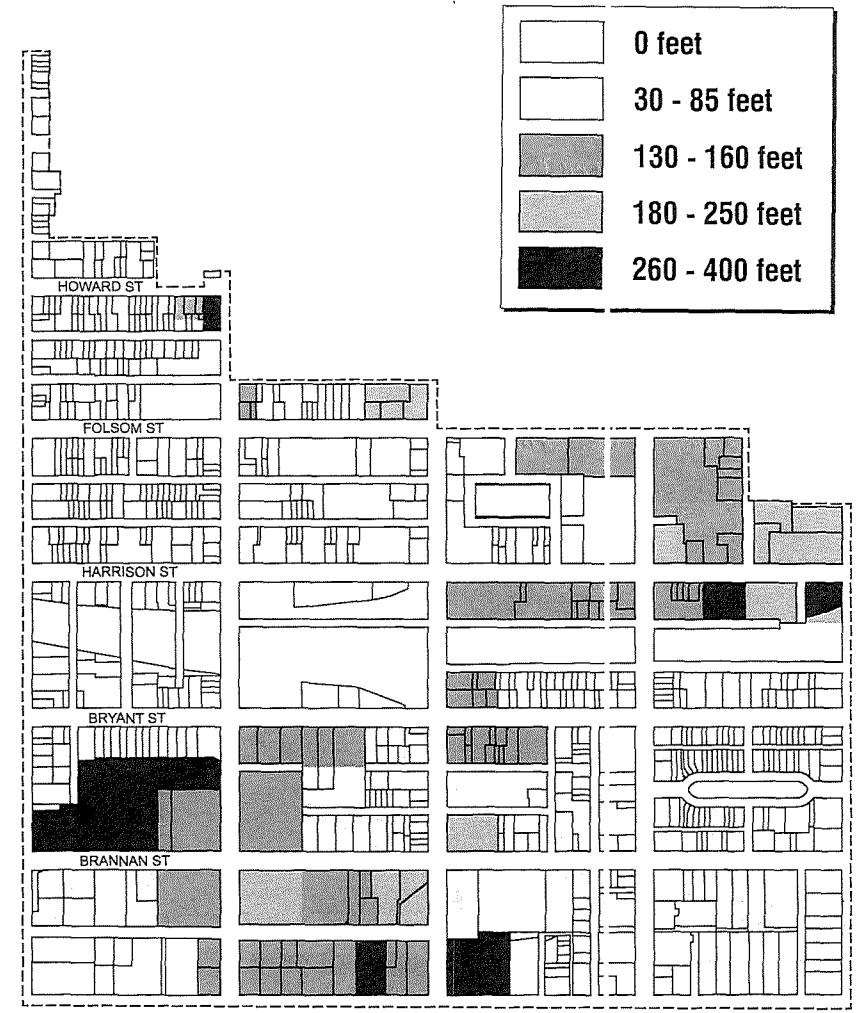 0 feet
30 - 85 feet
130 - 160 feet
180 - 250 feet
260 - 400 feet
HOWARD ST
FOLSOM ST
HARRISON ST
BRYANT ST
BRANNAN ST